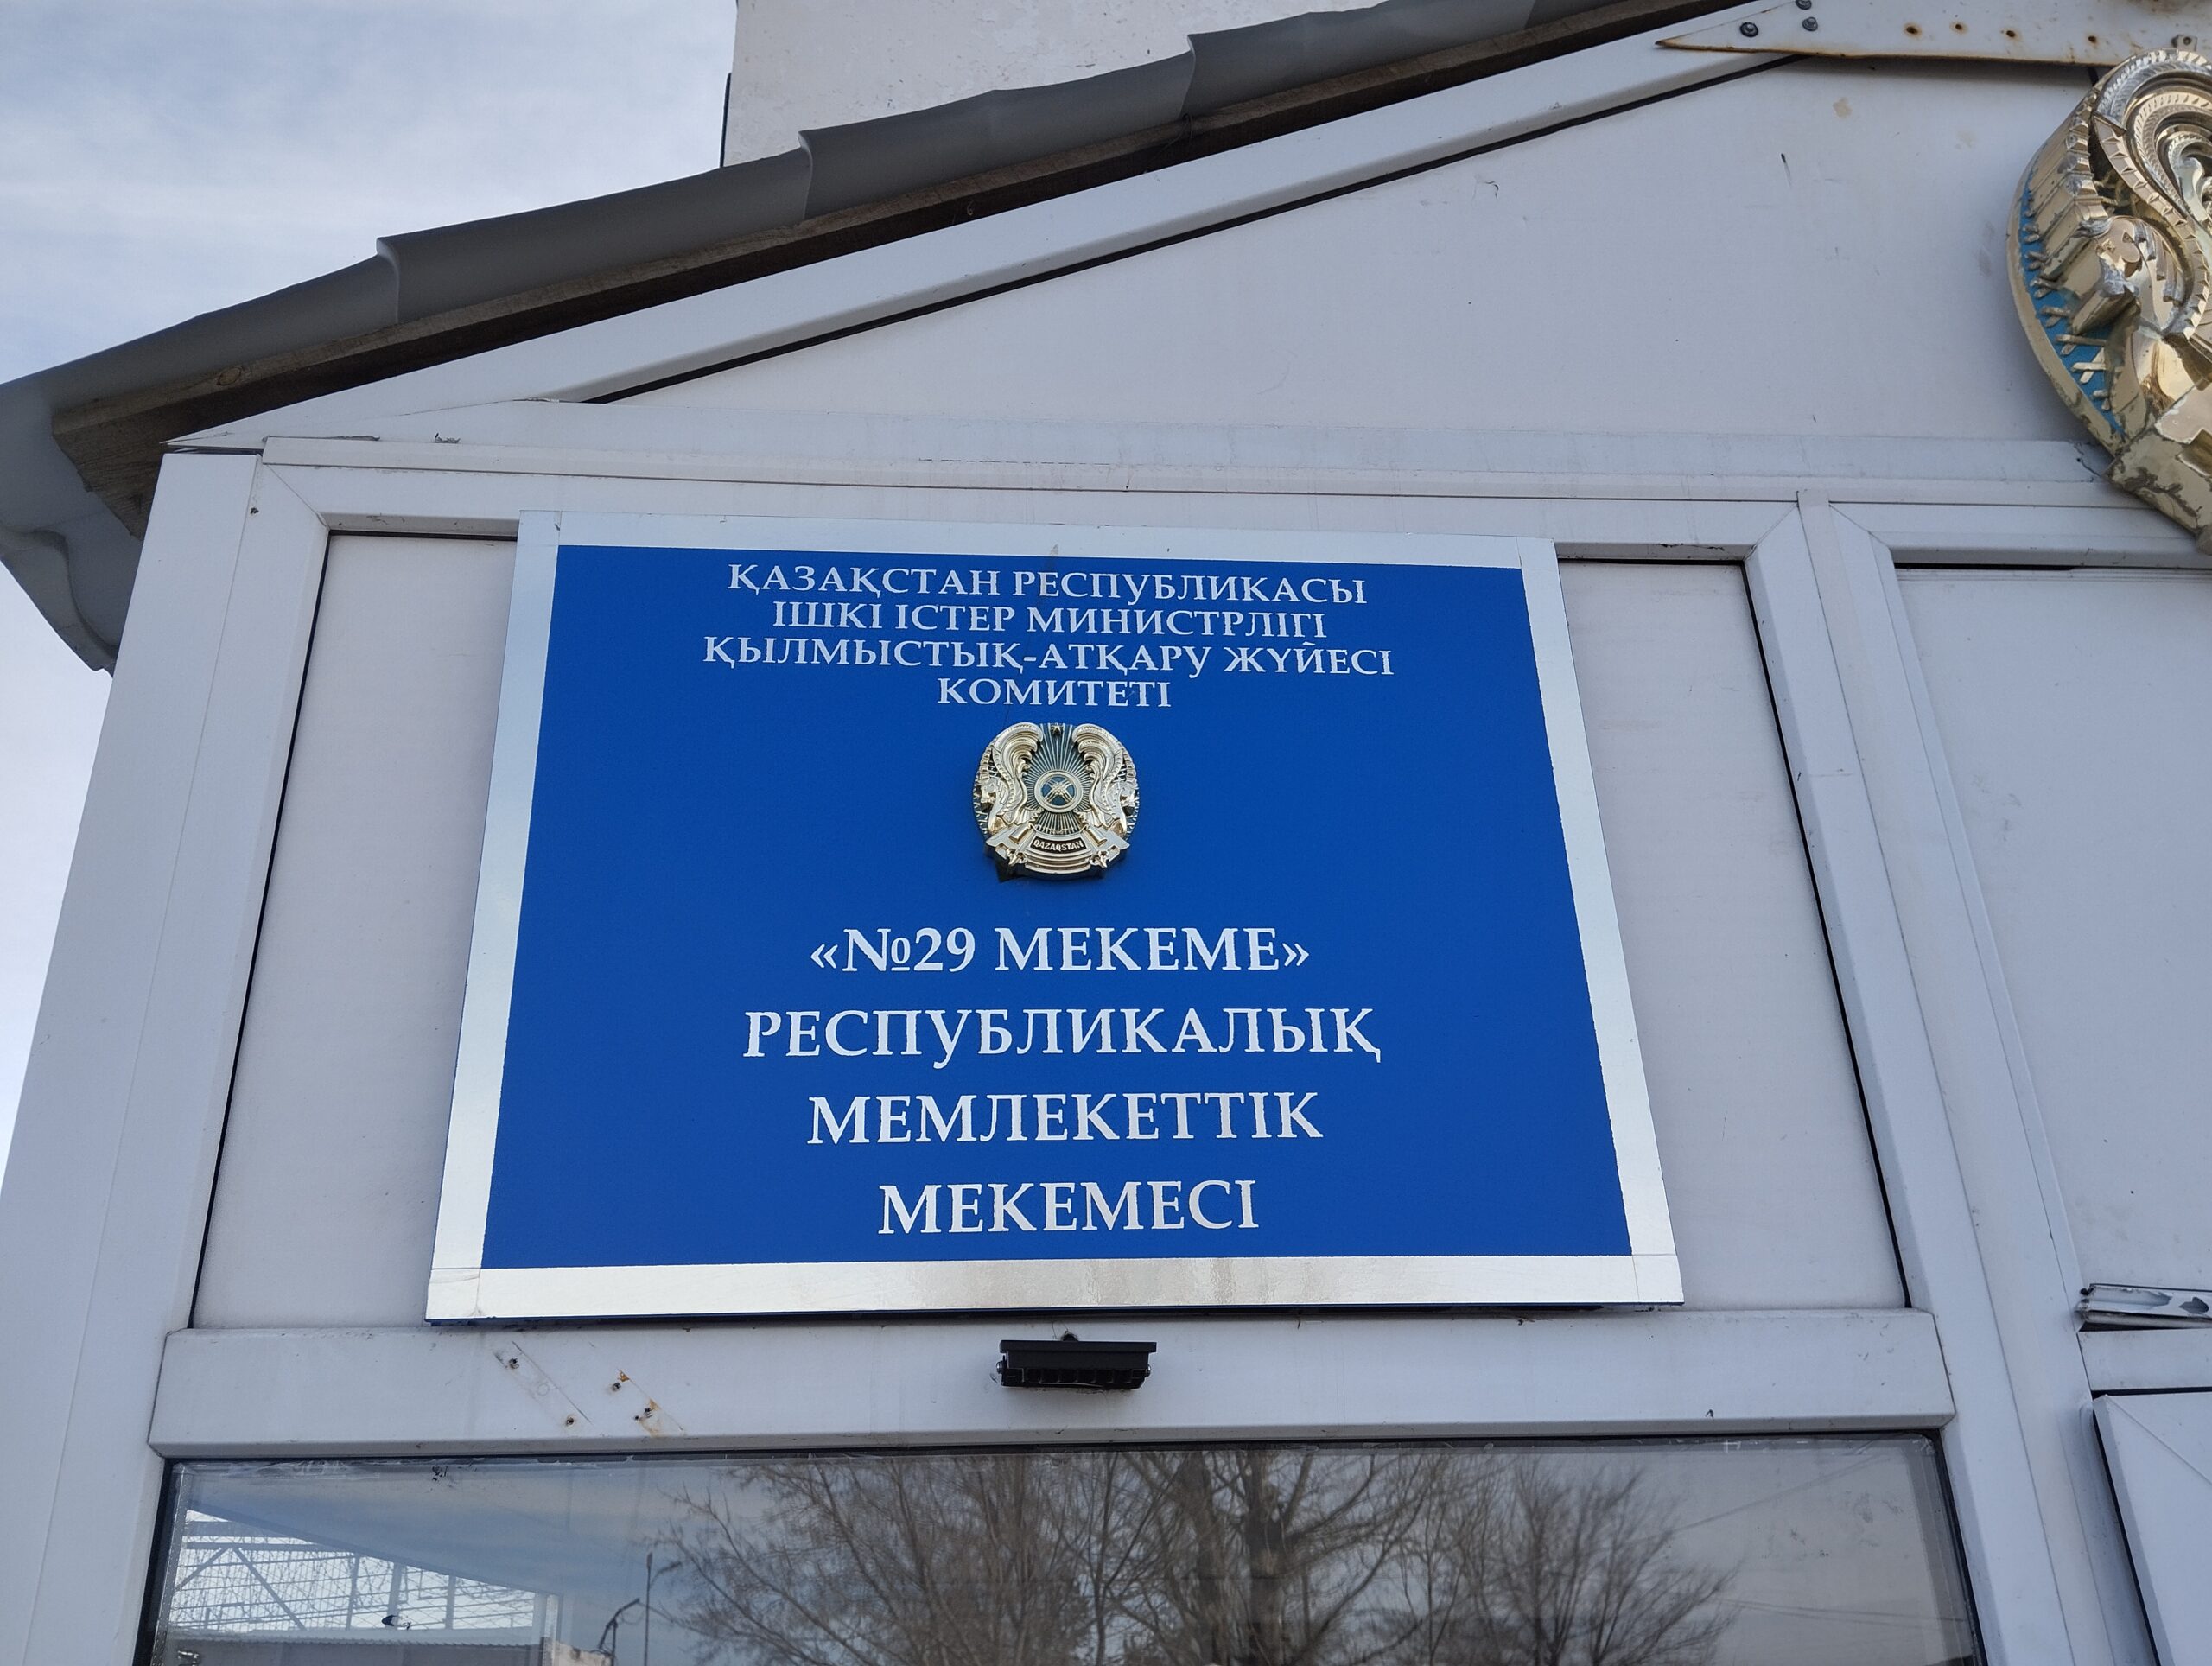 ҚАЗАҚСТАН РЕСПУБЛИКАСЫ
ІШКІ ІСТЕР МИНИСТРЛІГІ
ҚЫЛМЫСТЫҚ-АТҚАРУ ЖҮЙЕСІ
КОМИТЕТІ
QAZAQSTAN
«№29 МЕКЕМЕ»
РЕСПУБЛИКАЛЫҚ
МЕМЛЕКЕТТІК
МЕКЕМЕСІ